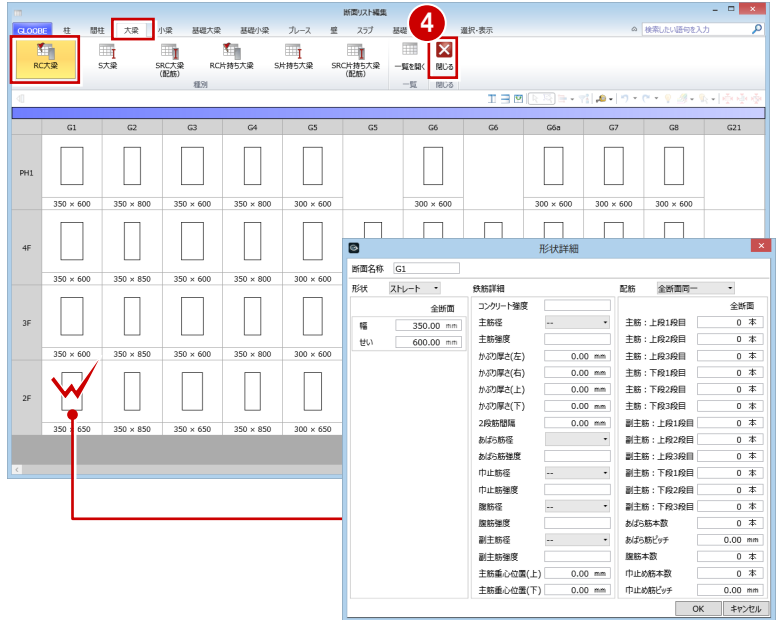 断面リスト編集
4
GLOOBE 柱 間柱 大梁 小梁 基礎大梁 基礎小梁 ブレース 壁 スラブ 基礎 選択・表示 検索したい語句を入力
RC大梁 S大梁 SRC大梁(配筋) RC片持ち大梁 S片持ち大梁 SRC片持ち大梁(配筋) 一覧を開く 閉じる
種別 一覧 閉じる
G1 G2 G3 G4 G5 G5 G6 G6 G6a G7 G8 G21
PH1
350 × 600 350 × 800 350 × 600 350 × 800 300 × 600 300 × 600 300 × 600 300 × 600 300 × 600
4F
350 × 600 350 × 850 350 × 600 350 × 800 300 × 600
3F
350 × 600 350 × 850 350 × 600 350 × 800 300 × 600
2F
350 × 650 350 × 850 350 × 650 350 × 850 300 × 650
形状詳細
断面名称 G1
形状 ストレート 鉄筋詳細 配筋 全断面同一
全断面 コンクリート強度 全断面
幅 350.00 mm 主筋径 -- 主筋：上段1段目 0 本
せい 600.00 mm 主筋強度 主筋：上段2段目 0 本
かぶり厚さ(左) 0.00 mm 主筋：上段3段目 0 本
かぶり厚さ(右) 0.00 mm 主筋：下段1段目 0 本
かぶり厚さ(上) 0.00 mm 主筋：下段2段目 0 本
かぶり厚さ(下) 0.00 mm 主筋：下段3段目 0 本
2段筋間隔 0.00 mm 副主筋：上段1段目 0 本
あばら筋径 副主筋：上段2段目 0 本
あばら筋強度 副主筋：上段3段目 0 本
中止筋径 -- 副主筋：下段1段目 0 本
中止筋強度 副主筋：下段2段目 0 本
腹筋径 -- 副主筋：下段3段目 0 本
腹筋強度 あばら筋本数 0 本
副主筋径 -- あばら筋ピッチ 0.00 mm
副主筋強度 腹筋本数 0 本
主筋重心位置(上) 0.00 mm 中止め筋本数 0 本
主筋重心位置(下) 0.00 mm 中止め筋ピッチ 0.00 mm
OK キャンセル